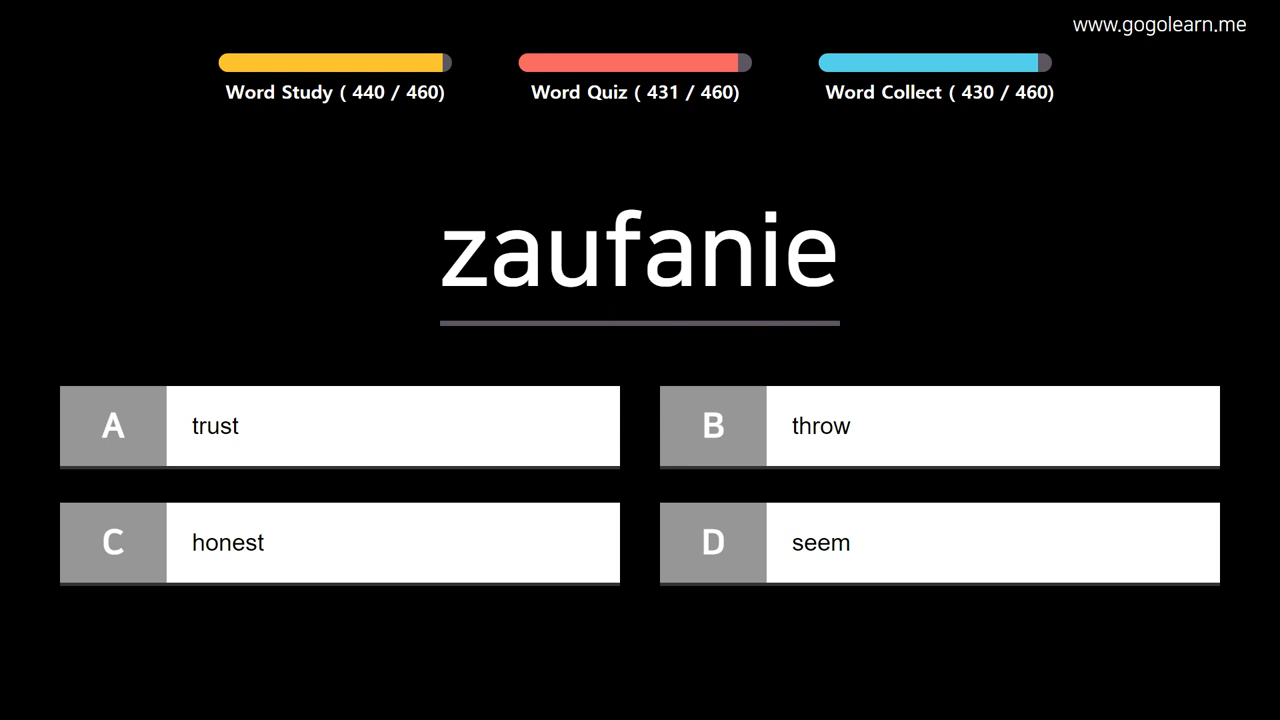 www.gogolearn.me
Word Study ( 440 / 460)
Word Quiz ( 431 / 460)
Word Collect ( 430 / 460)
zaufanie
A trust
B throw
C honest
D seem